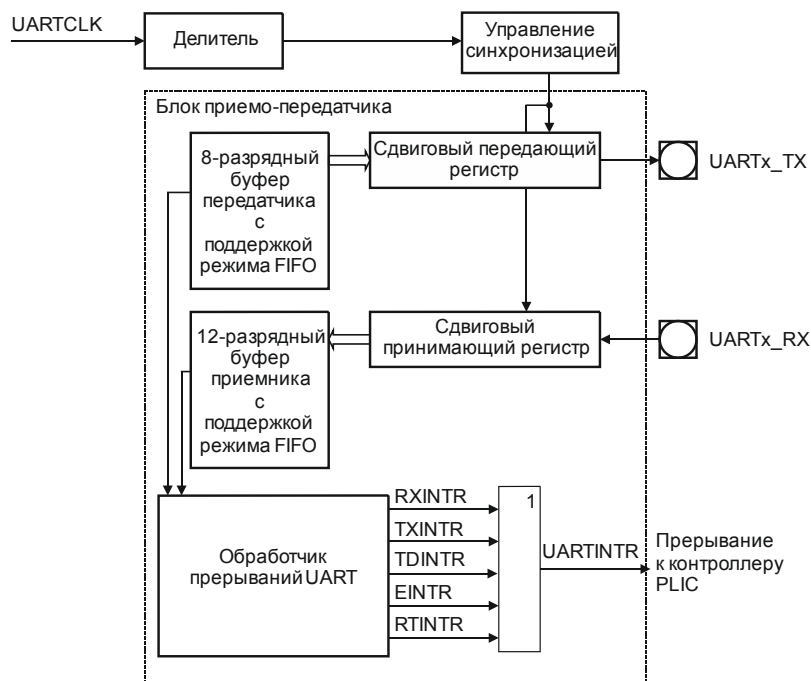 UARTCLK
Делитель
Управление
синхронизацией
Блок приемо-передатчика
8-разрядный
буфер
передатчика
с
поддержкой
режима FIFO
Сдвиговый передающий
регистр
UARTx_TX
12-разрядный
буфер
приемника
с
поддержкой
режима FIFO
Сдвиговый
принимающий регистр
UARTx_RX
Обработчик
прерываний UART
RXINTR
TXINTR
TDINTR
EINTR
RTINTR
1
UARTINTR
Прерывание
к контроллеру
PLIC